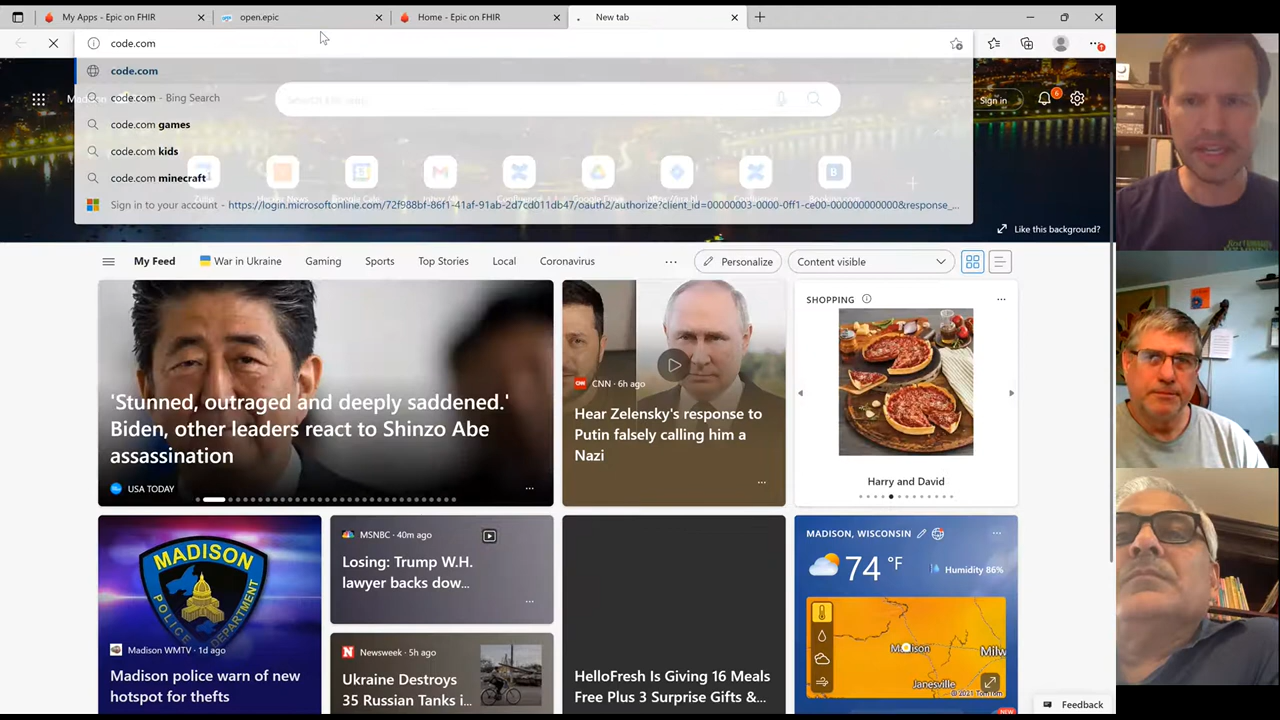 My Apps - Epic on FHIR
open.epic
Home - Epic on FHIR
New tab
code.com
code.com
code.com - Bing Search
code.com games
code.com kids
code.com minecraft
Sign in to your account - https://login.microsoftonline.com/72f988bf-86f1-41af-91ab-2d7cd011db47/oauth2/authorize?client_id=00000003-0000-0ff1-ce00-000000000000&response_...
Sign in
6
Like this background?
My Feed
War in Ukraine
Gaming
Sports
Top Stories
Local
Coronavirus
...
Personalize
Content visible
'Stunned, outraged and deeply saddened.'
Biden, other leaders react to Shinzo Abe
assassination
USA TODAY
CNN · 6h ago
Hear Zelensky's response to
Putin falsely calling him a
Nazi
SHOPPING
Harry and David
MADISON
POLICE
DEPARTMENT
Madison WMTV · 1d ago
Madison police warn of new
hotspot for thefts
MSNBC · 40m ago
Losing: Trump W.H.
lawyer backs dow...
Newsweek · 5h ago
Ukraine Destroys
35 Russian Tanks i...
HelloFresh Is Giving 16 Meals
Free Plus 3 Surprise Gifts &...
MADISON, WISCONSIN
74 °F
Humidity 86%
Madison
Milw
Janesville
© 2021 TomTom
Feedback